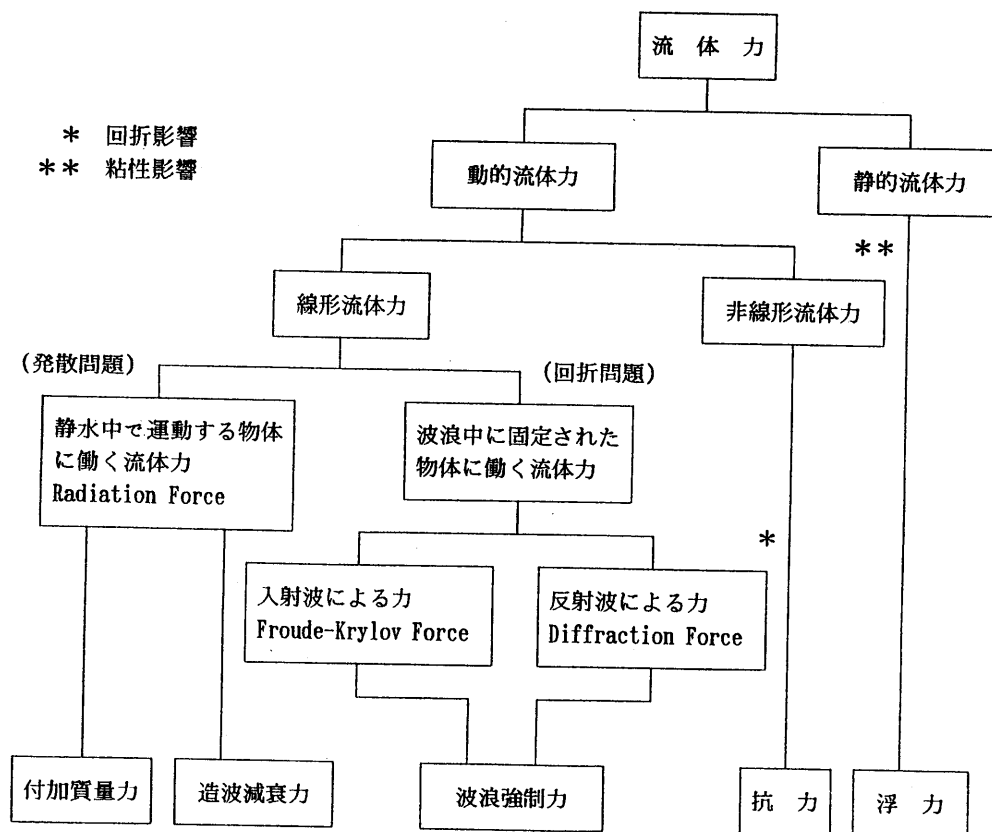 流 体 力
* 回折影響
** 粘性影響
動的流体力
静的流体力
**
線形流体力
非線形流体力
(発散問題)
(回折問題)
静水中で運動する物体
に働く流体力
Radiation Force
波浪中に固定された
物体に働く流体力
*
入射波による力
Froude-Krylov Force
反射波による力
Diffraction Force
付加質量力
造波減衰力
波浪強制力
抗 力
浮 力